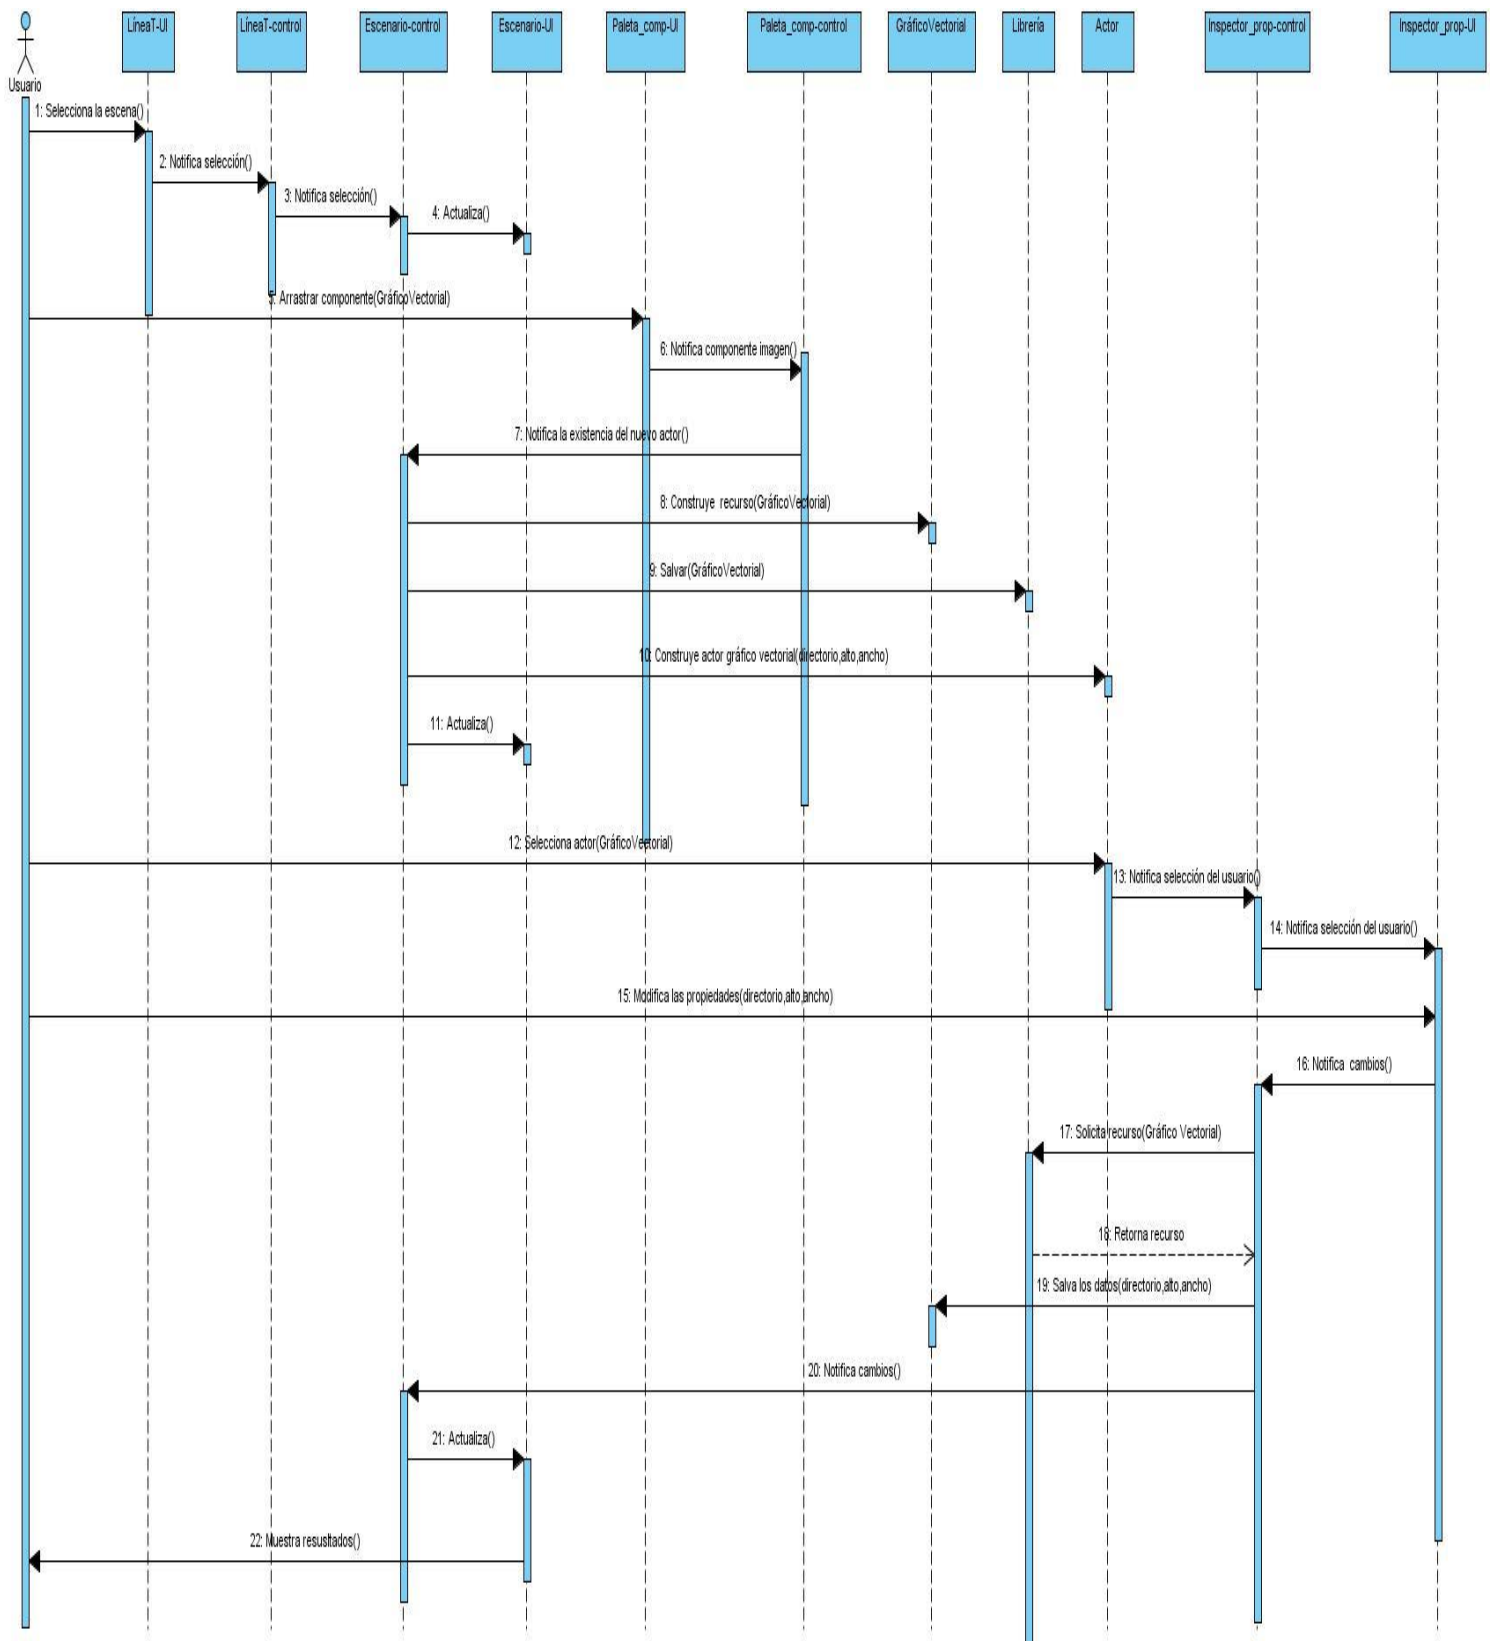 LíneaT-UI
LíneaT-control
Escenario-control
Escenario-UI
Paleta_comp-UI
Paleta_comp-control
GráficoVectorial
Librería
Actor
Inspector_prop-control
Inspector_prop-UI
Usuario
1: Selecciona la escena()
2: Notifica selección()
3: Notifica selección()
4: Actualiza()
5: Arrastrar componente(GráficoVectorial)
6: Notifica componente imagen()
7: Notifica la existencia del nuevo actor()
8: Construye recurso(GráficoVectorial)
9: Salvar(GráficoVectorial)
10: Construye actor gráfico vectorial(directorio,alto,ancho)
11: Actualiza()
12: Selecciona actor(GráficoVectorial)
13: Notifica selección del usuario()
14: Notifica selección del usuario()
15: Modifica las propiedades(directorio,alto,ancho)
16: Notifica cambios()
17: Solicita recurso(Gráfico Vectorial)
18: Retorna recurso
19: Salva los datos(directorio,alto,ancho)
20: Notifica cambios()
21: Actualiza()
22: Muestra resusltados()